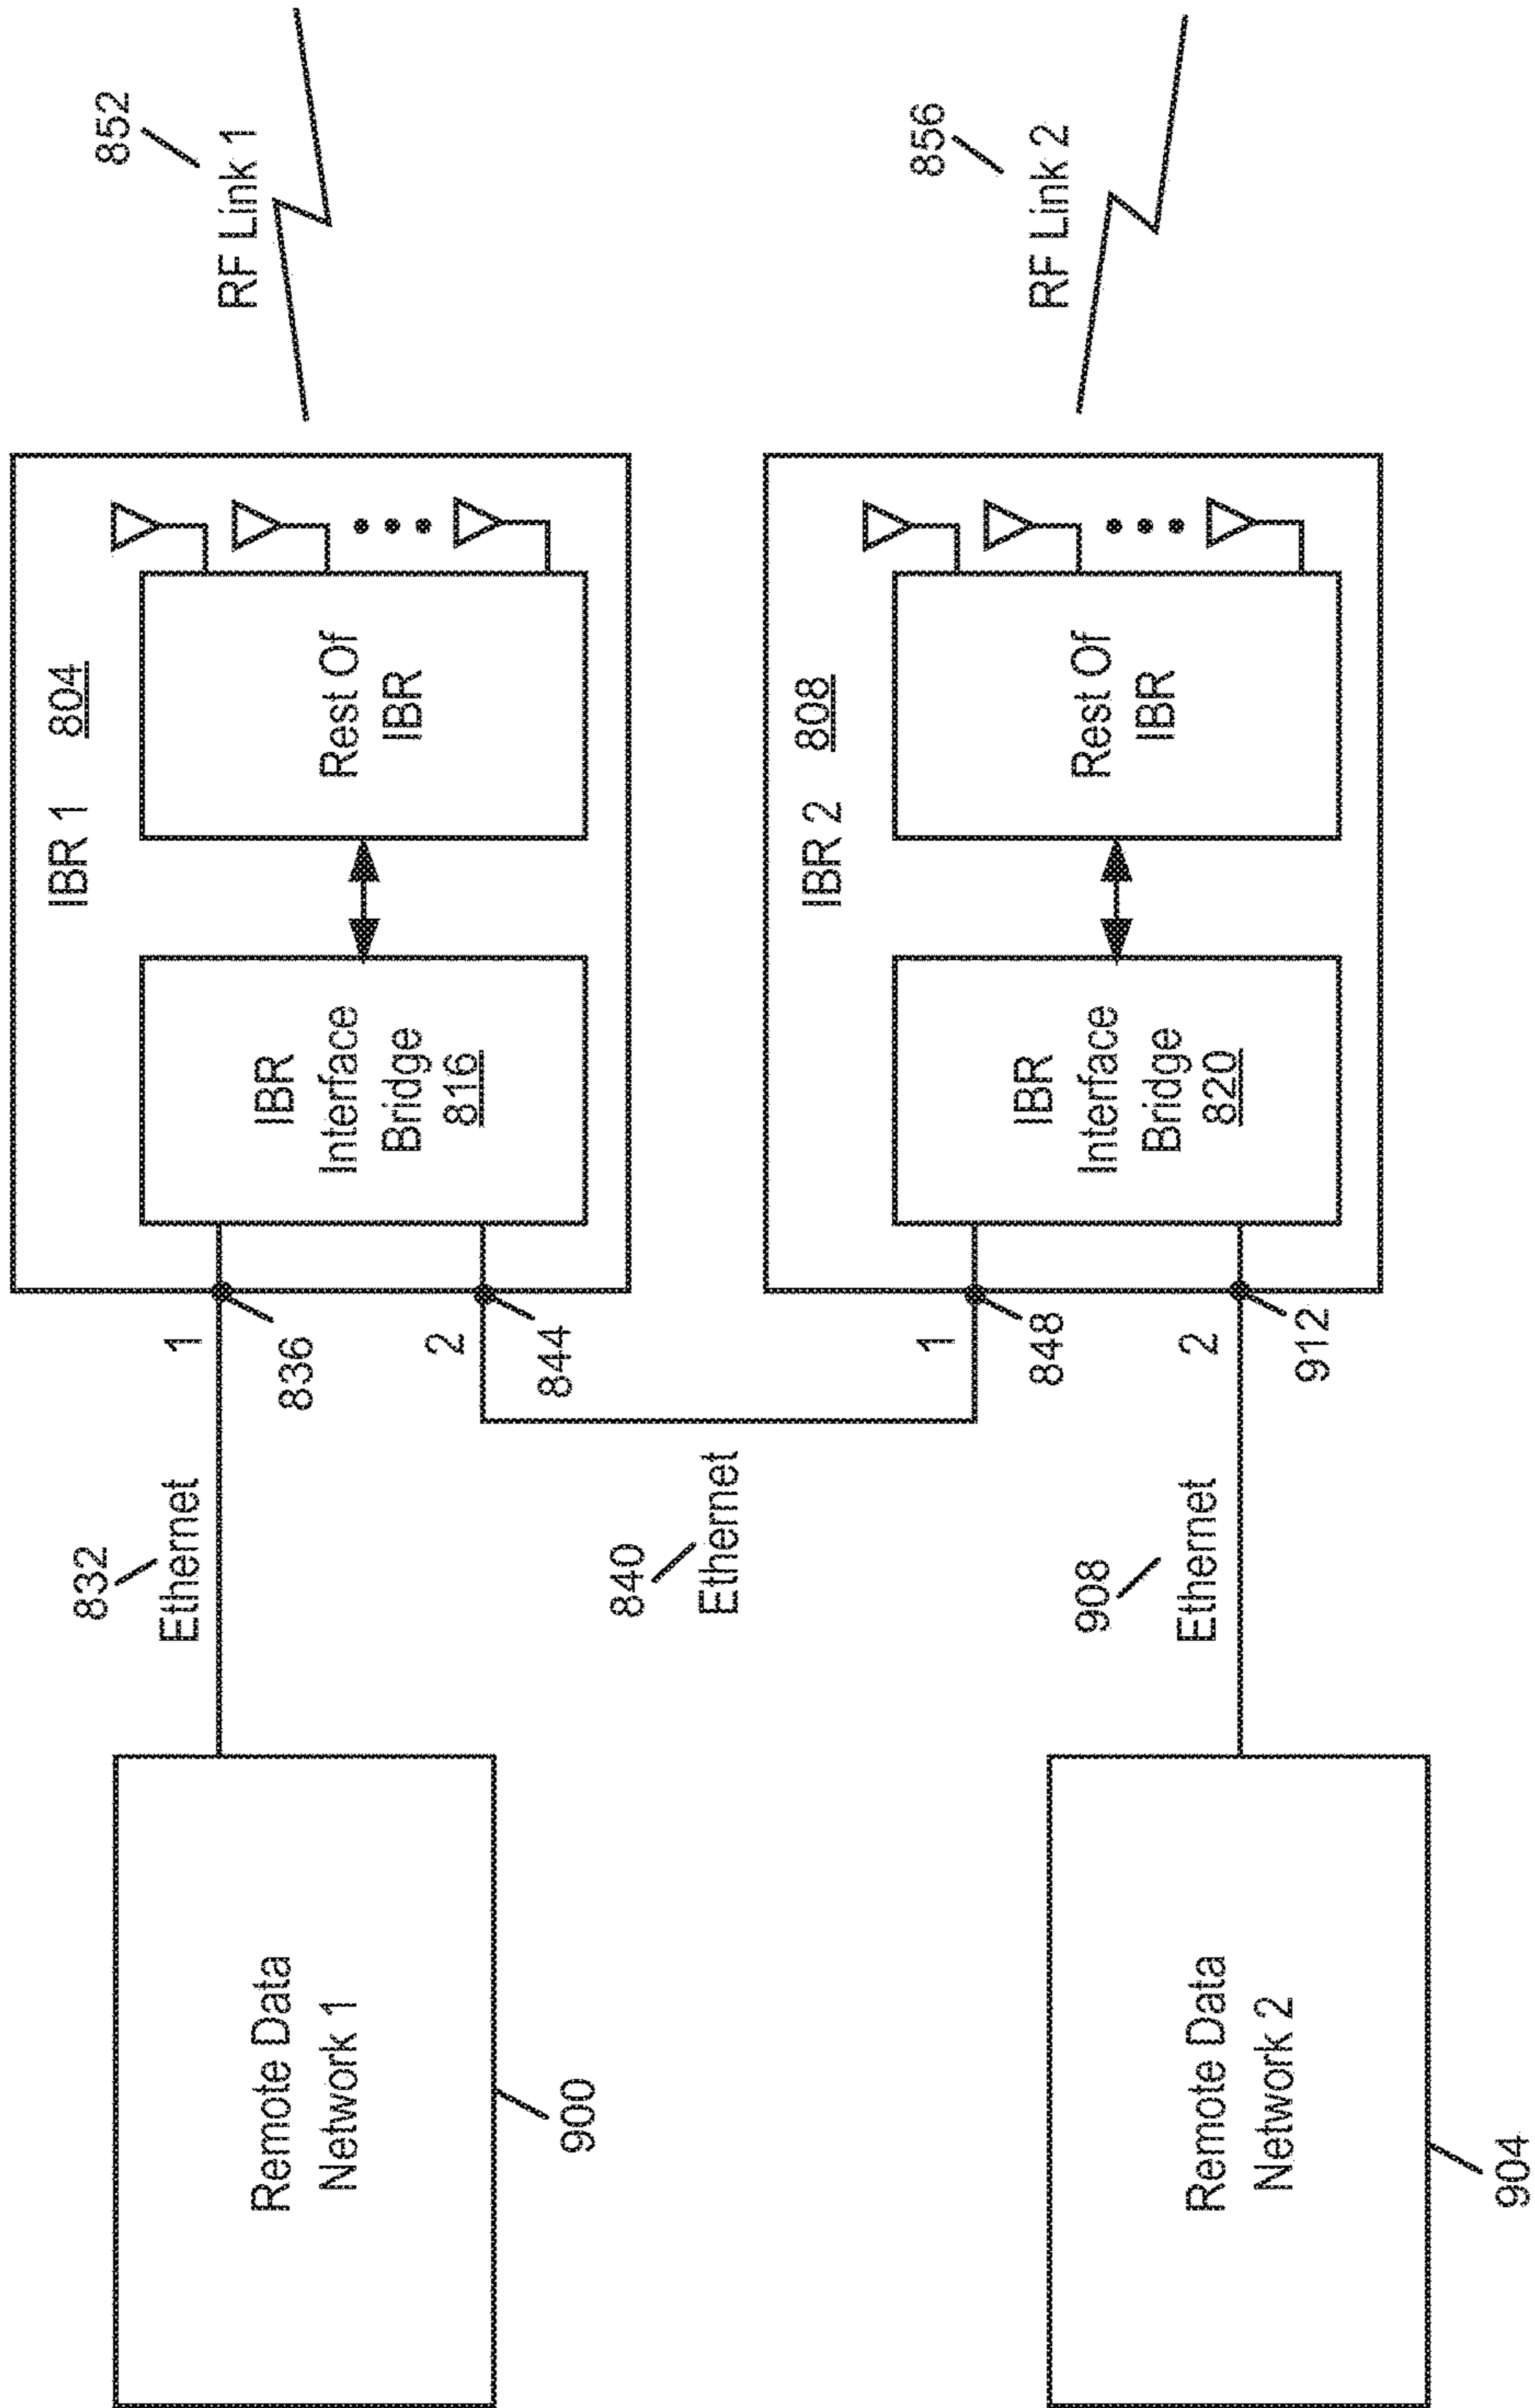 852
RF Link 1
856
RF Link 2
IBR 1
804
Rest Of
IBR
IBR
Interface
Bridge
816
IBR 2
808
Rest Of
IBR
IBR
Interface
Bridge
820
1
836
2
844
1
848
2
912
832
Ethernet
840
Ethernet
908
Ethernet
Remote Data
Network 1
900
Remote Data
Network 2
904